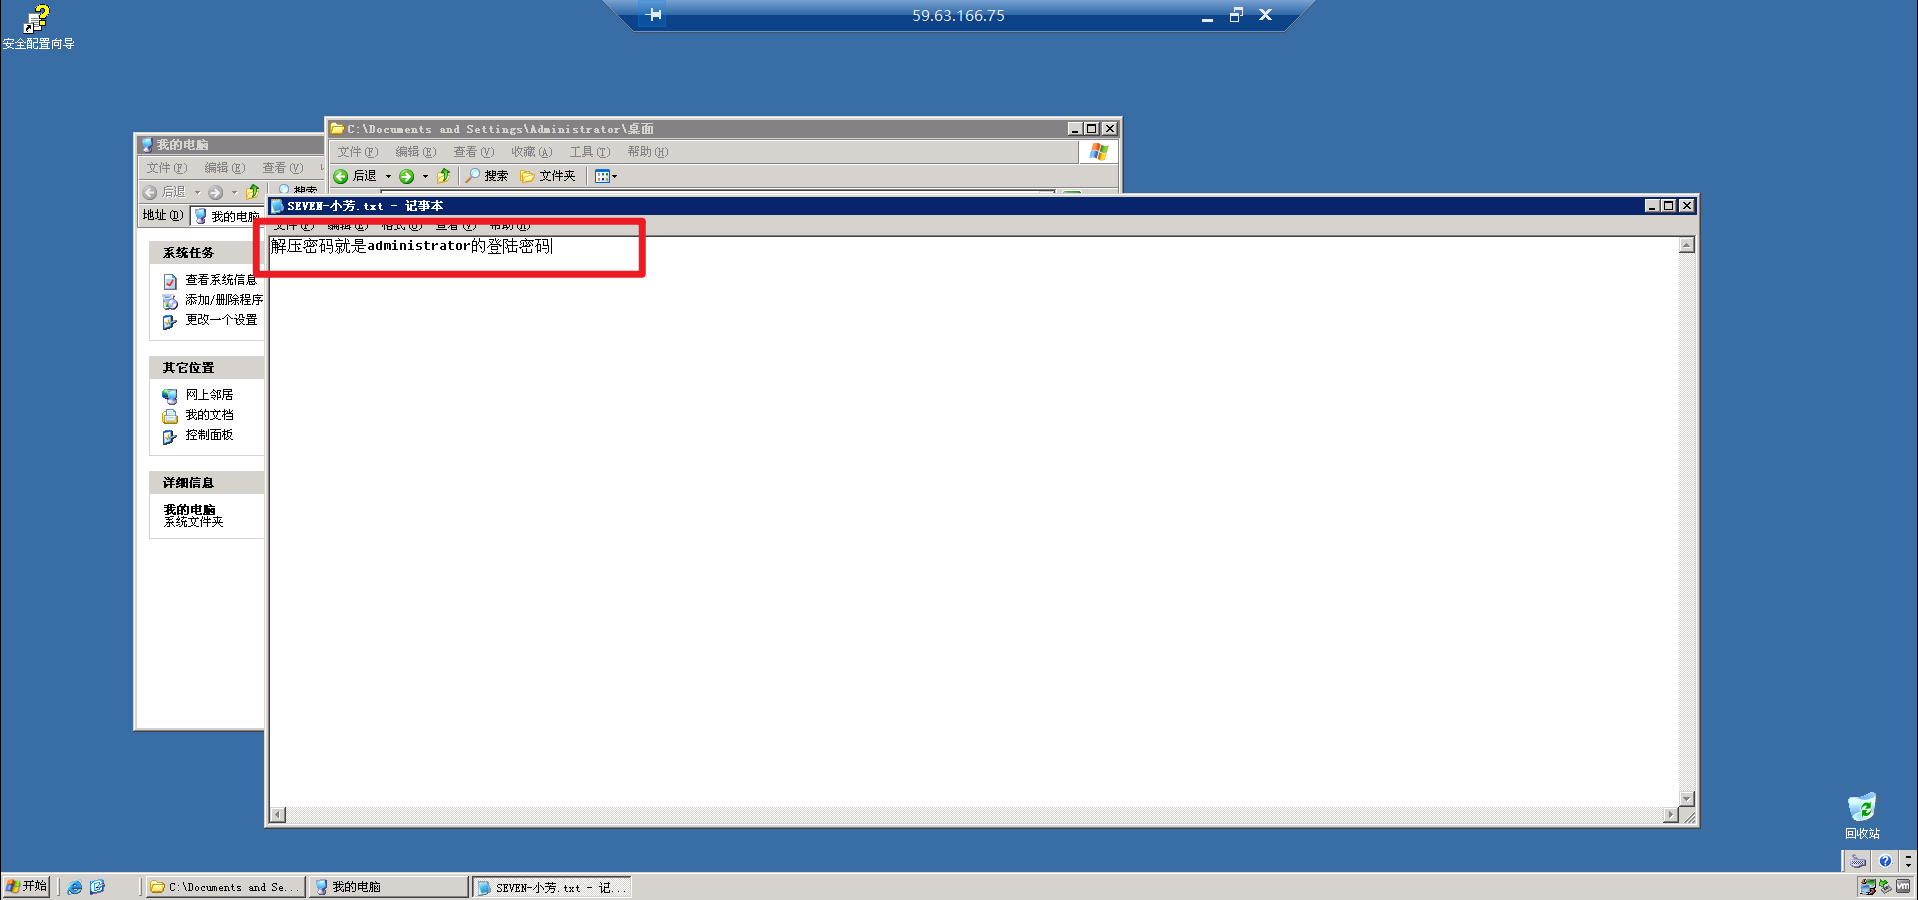 安全配置向导
59.63.166.75
C:\Documents and Settings\Administrator\桌面
文件(F) 编辑(E) 查看(V) 收藏(A) 工具(T) 帮助(H)
后退 搜索 文件夹
我的电脑
文件(F) 编辑(E) 查看(V)
后退 搜索
地址(D) 我的电脑
SEVEN-小芳.txt - 记事本
文件(F) 编辑(E) 格式(O) 查看(V) 帮助(H)
解压密码就是administrator的登陆密码
系统任务
查看系统信息
添加/删除程序
更改一个设置
其它位置
网上邻居
我的文档
控制面板
详细信息
我的电脑
系统文件夹
回收站
开始 C:\Documents and Se... 我的电脑 SEVEN-小芳.txt - 记...